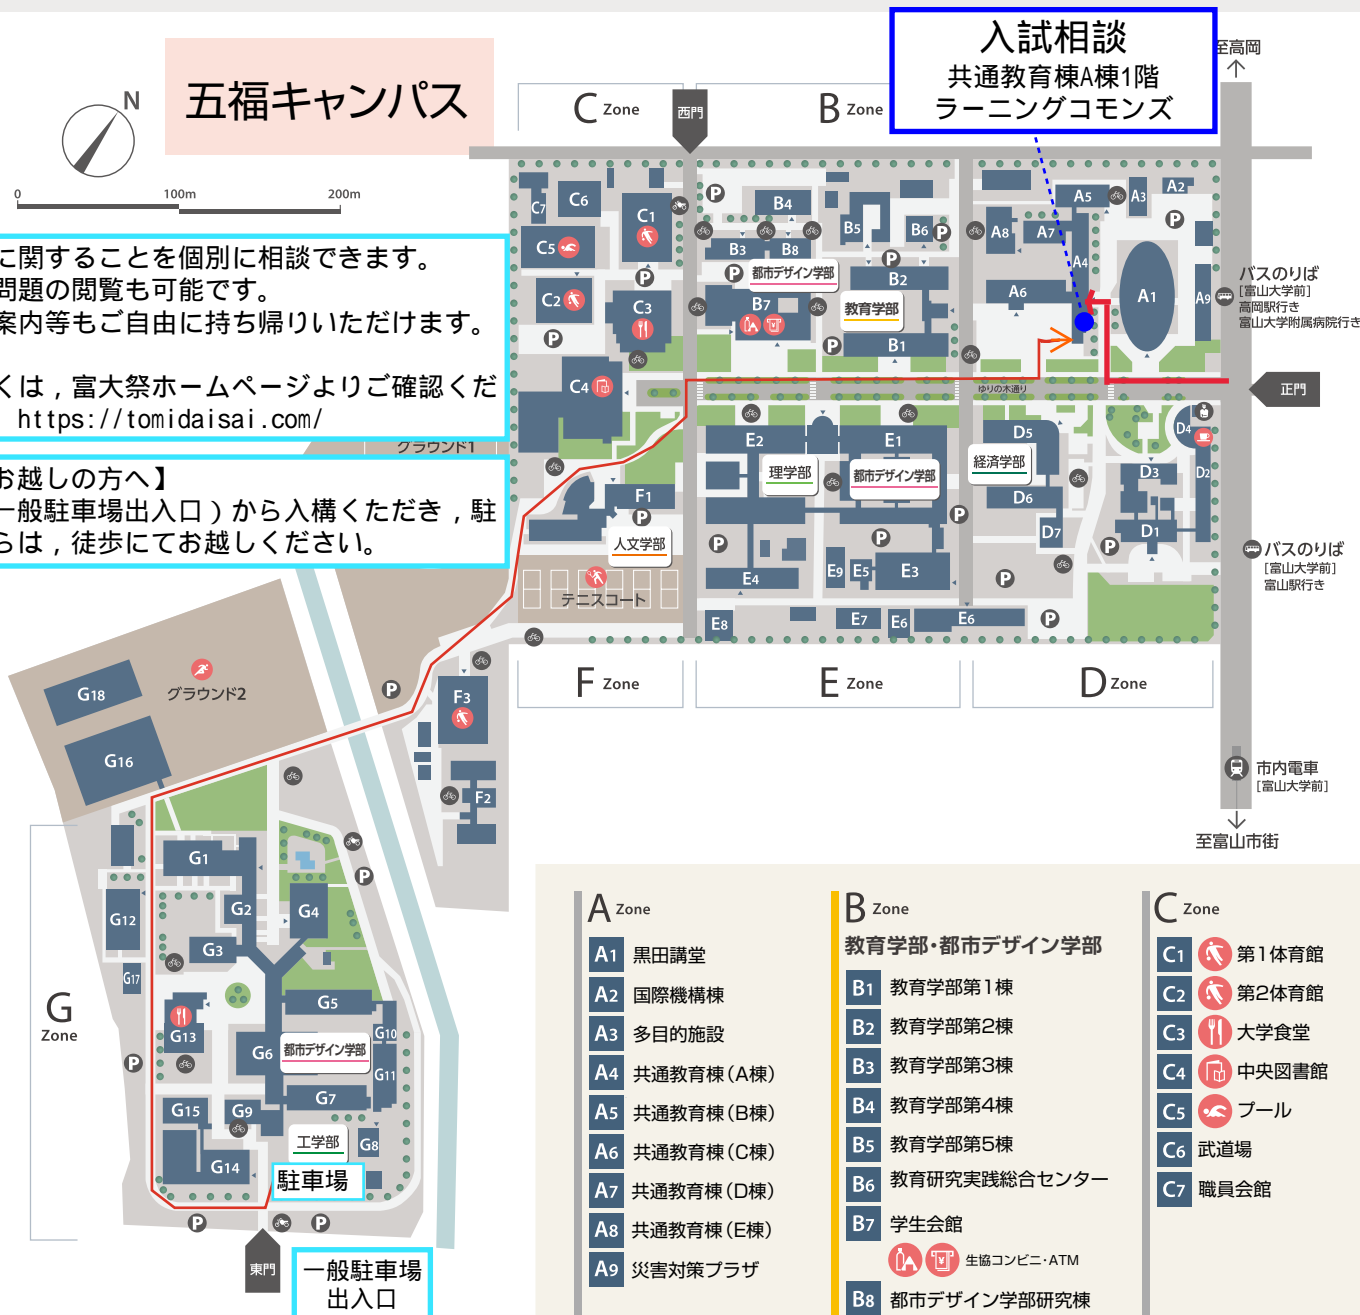 五福キャンパス
N
0
100m
200m
入試相談
共通教育棟A棟1階
ラーニングコモンズ
至高岡
C Zone
西門
B Zone
に関することを個別に相談できます。
問題の閲覧も可能です。
案内等もご自由に持ち帰りいただけます。
くは，富大祭ホームページよりご確認くだ
https://tomidaisai.com/
お越しの方へ】
一般駐車場出入口）から入構くただき，駐
らは，徒歩にてお越しください。
C7
C6
C1
C5
C2
C3
C4
B4
B3
B8
B5
B6
B2
B7
B1
都市デザイン学部
教育学部
A8
A7
A5
A3
A2
A4
A6
A1
A9
バスのりば
[富山大学前]
高岡駅行き
富山大学附属病院行き
ゆりの木通り
正門
グラウンド1
F1
人文学部
テニスコート
E2
E1
理学部
都市デザイン学部
E4
E9
E5
E3
E8
E7
E6
E6
D5
経済学部
D6
D7
D4
D3
D2
D1
バスのりば
[富山大学前]
富山駅行き
F Zone
E Zone
D Zone
市内電車
[富山大学前]
至富山市街
G18
グラウンド2
G16
F3
F2
G Zone
G1
G2
G4
G12
G3
G17
G5
G13
G6
都市デザイン学部
G10
G11
G7
G15
G9
G8
工学部
G14
駐車場
東門
一般駐車場
出入口
A Zone
A1 黒田講堂
A2 国際機構棟
A3 多目的施設
A4 共通教育棟(A棟)
A5 共通教育棟(B棟)
A6 共通教育棟(C棟)
A7 共通教育棟(D棟)
A8 共通教育棟(E棟)
A9 災害対策プラザ
B Zone
教育学部・都市デザイン学部
B1 教育学部第1棟
B2 教育学部第2棟
B3 教育学部第3棟
B4 教育学部第4棟
B5 教育学部第5棟
B6 教育研究実践総合センター
B7 学生会館
生協コンビニ・ATM
B8 都市デザイン学部研究棟
C Zone
C1 第1体育館
C2 第2体育館
C3 大学食堂
C4 中央図書館
C5 プール
C6 武道場
C7 職員会館